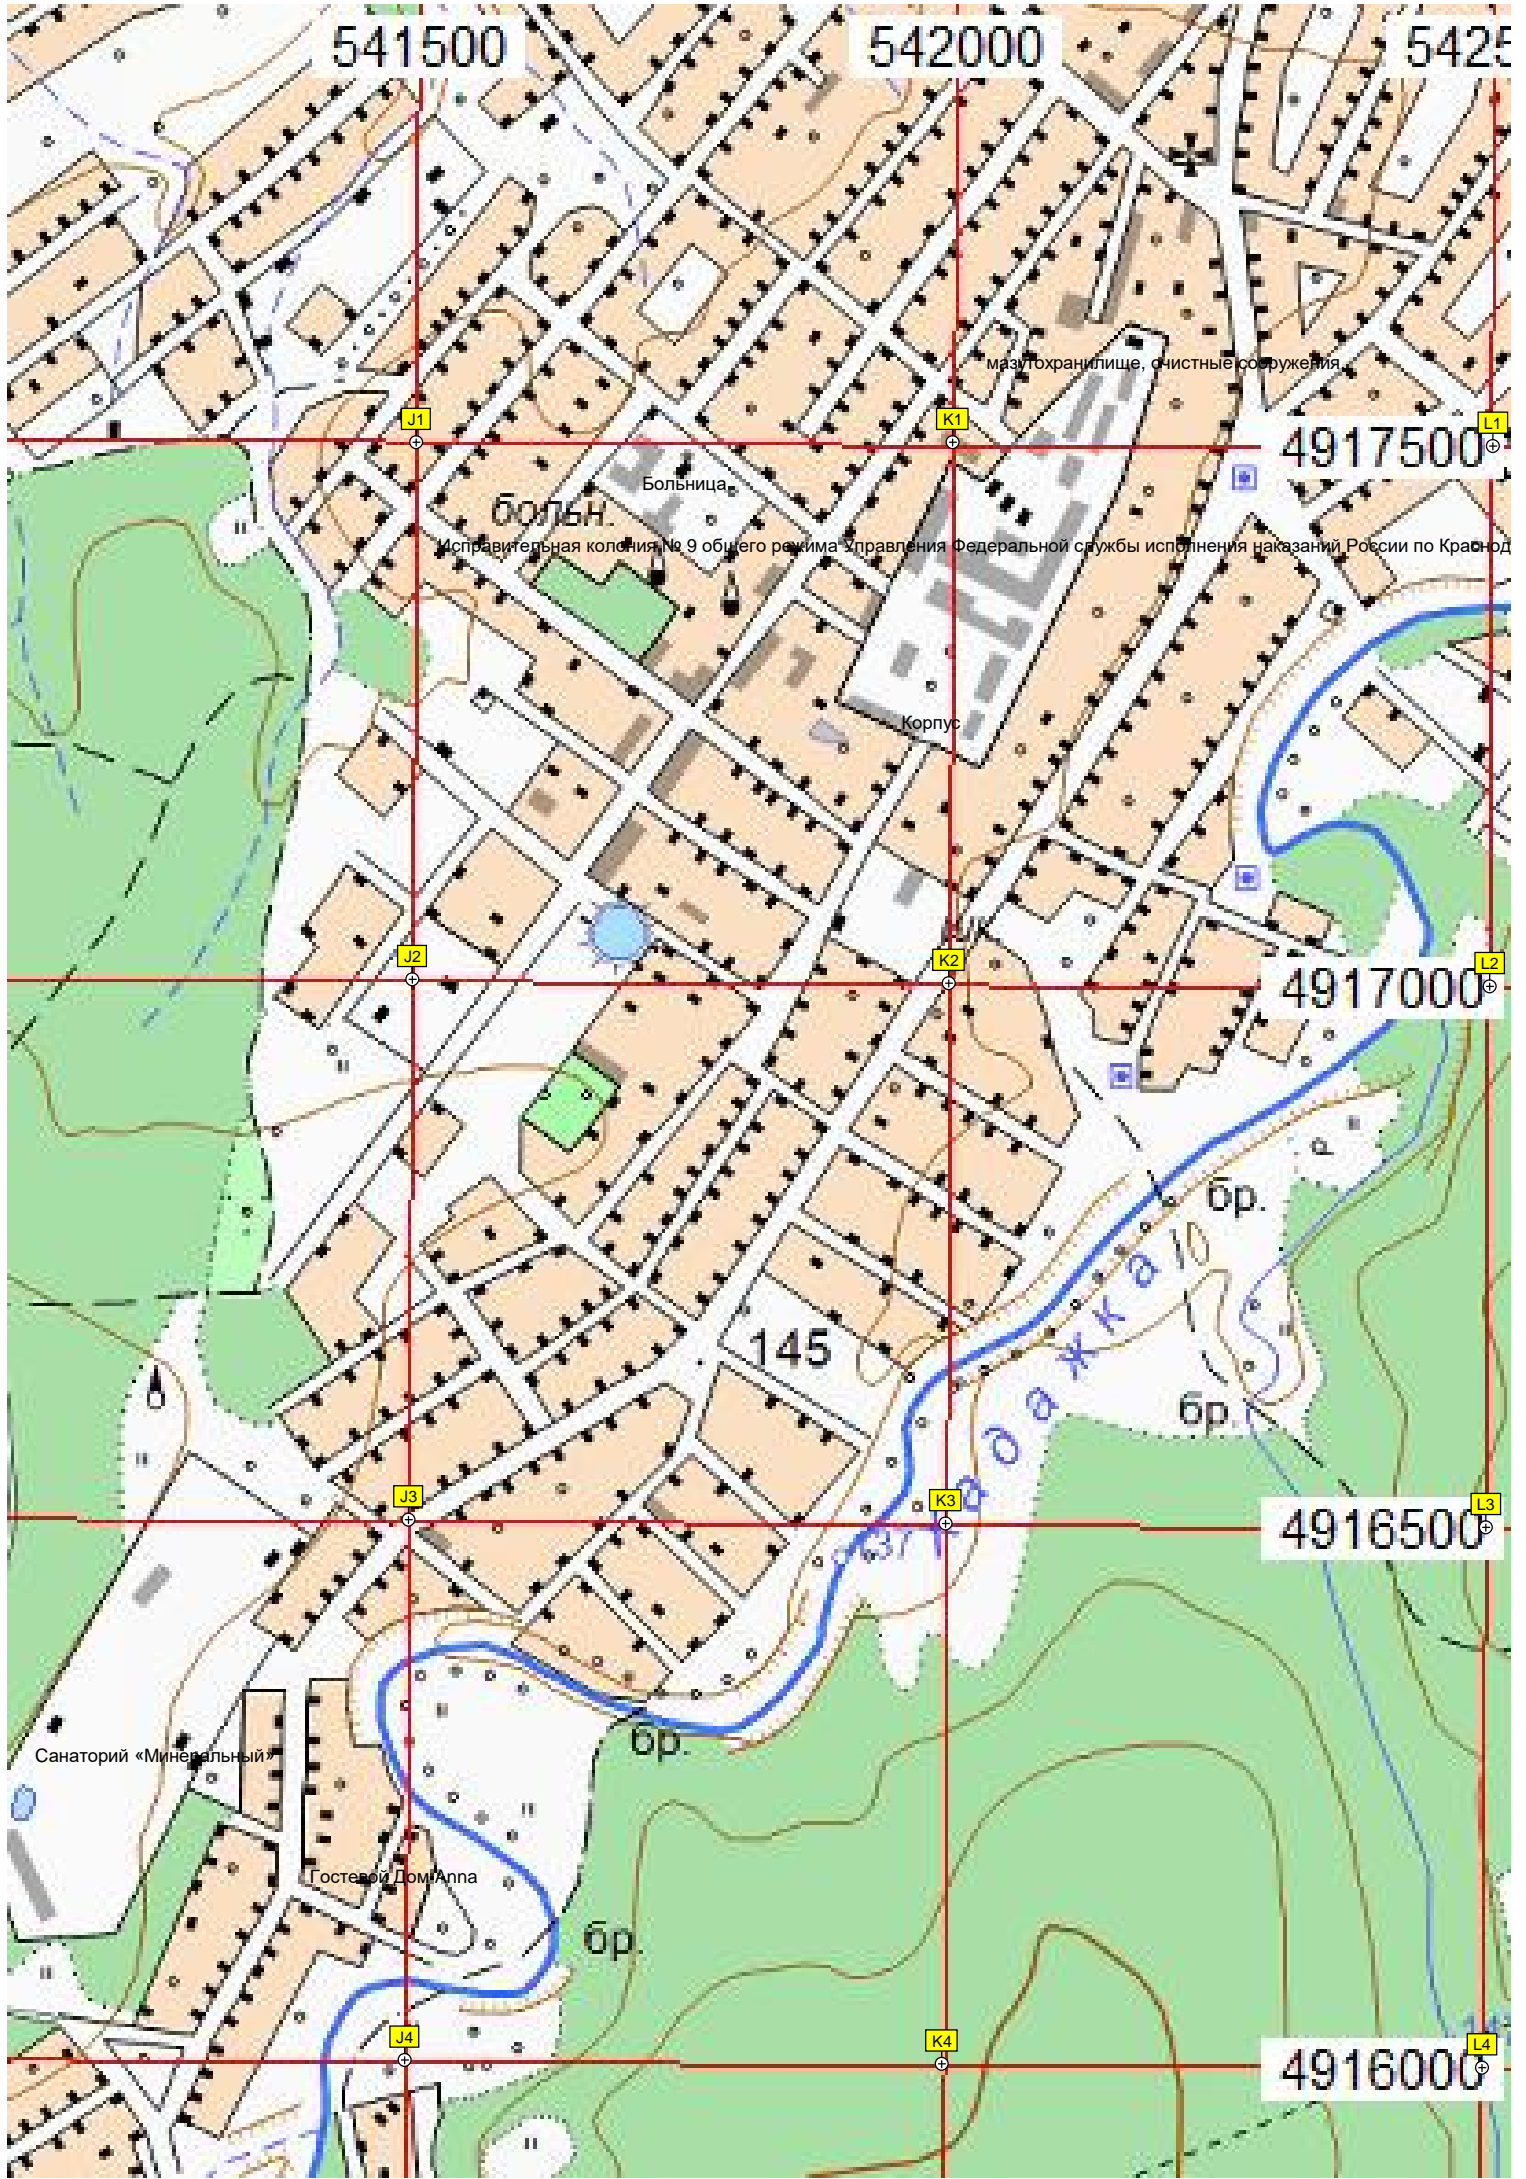 541500
542000
5425
мазутохранилище, очистные сооружения
J1
K1
L1
4917500
Больница
больн.
Исправительная колония № 9 общего режима Управления Федеральной службы исполнения наказаний России по Краснод
Корпус
J2
K2
L2
4917000
бр.
145
бр.
Кадажка
J3
K3
L3
4916500
бр.
Санаторий «Минеральный»
Гостевой Дом Anna
бр.
J4
K4
L4
4916000